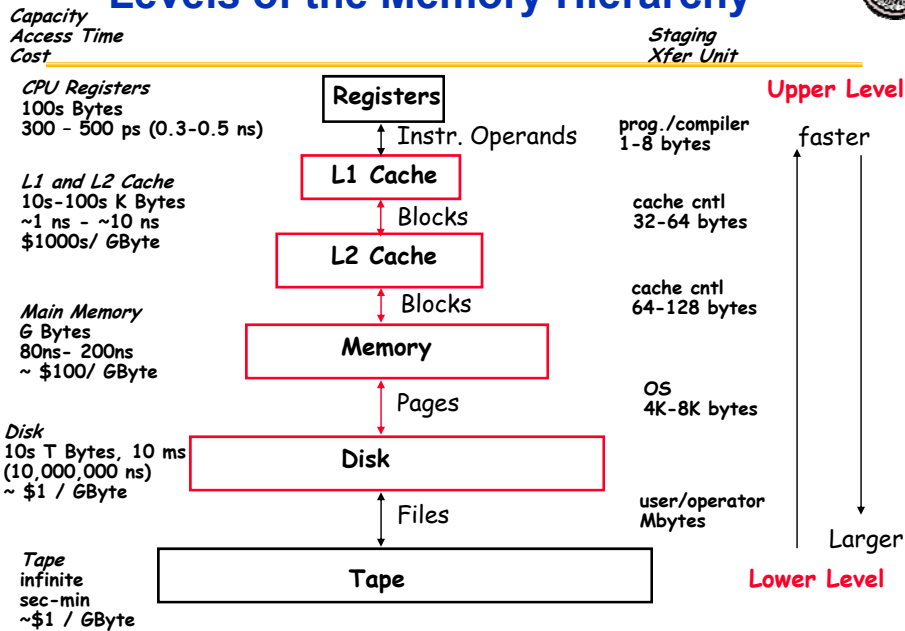 Levels of the Memory Hierarchy
Capacity
Access Time
Cost
Staging
Xfer Unit
CPU Registers
100s Bytes
300 - 500 ps (0.3-0.5 ns)
Registers
Upper Level
Instr. Operands
prog./compiler
1-8 bytes
faster
L1 and L2 Cache
10s-100s K Bytes
~1 ns - ~10 ns
$1000s/ GByte
L1 Cache
Blocks
cache cntl
32-64 bytes
L2 Cache
Blocks
cache cntl
64-128 bytes
Main Memory
G Bytes
80ns- 200ns
~ $100/ GByte
Memory
Pages
OS
4K-8K bytes
Disk
10s T Bytes, 10 ms
(10,000,000 ns)
~ $1 / GByte
Disk
Files
user/operator
Mbytes
Larger
Tape
infinite
sec-min
~$1 / GByte
Tape
Lower Level